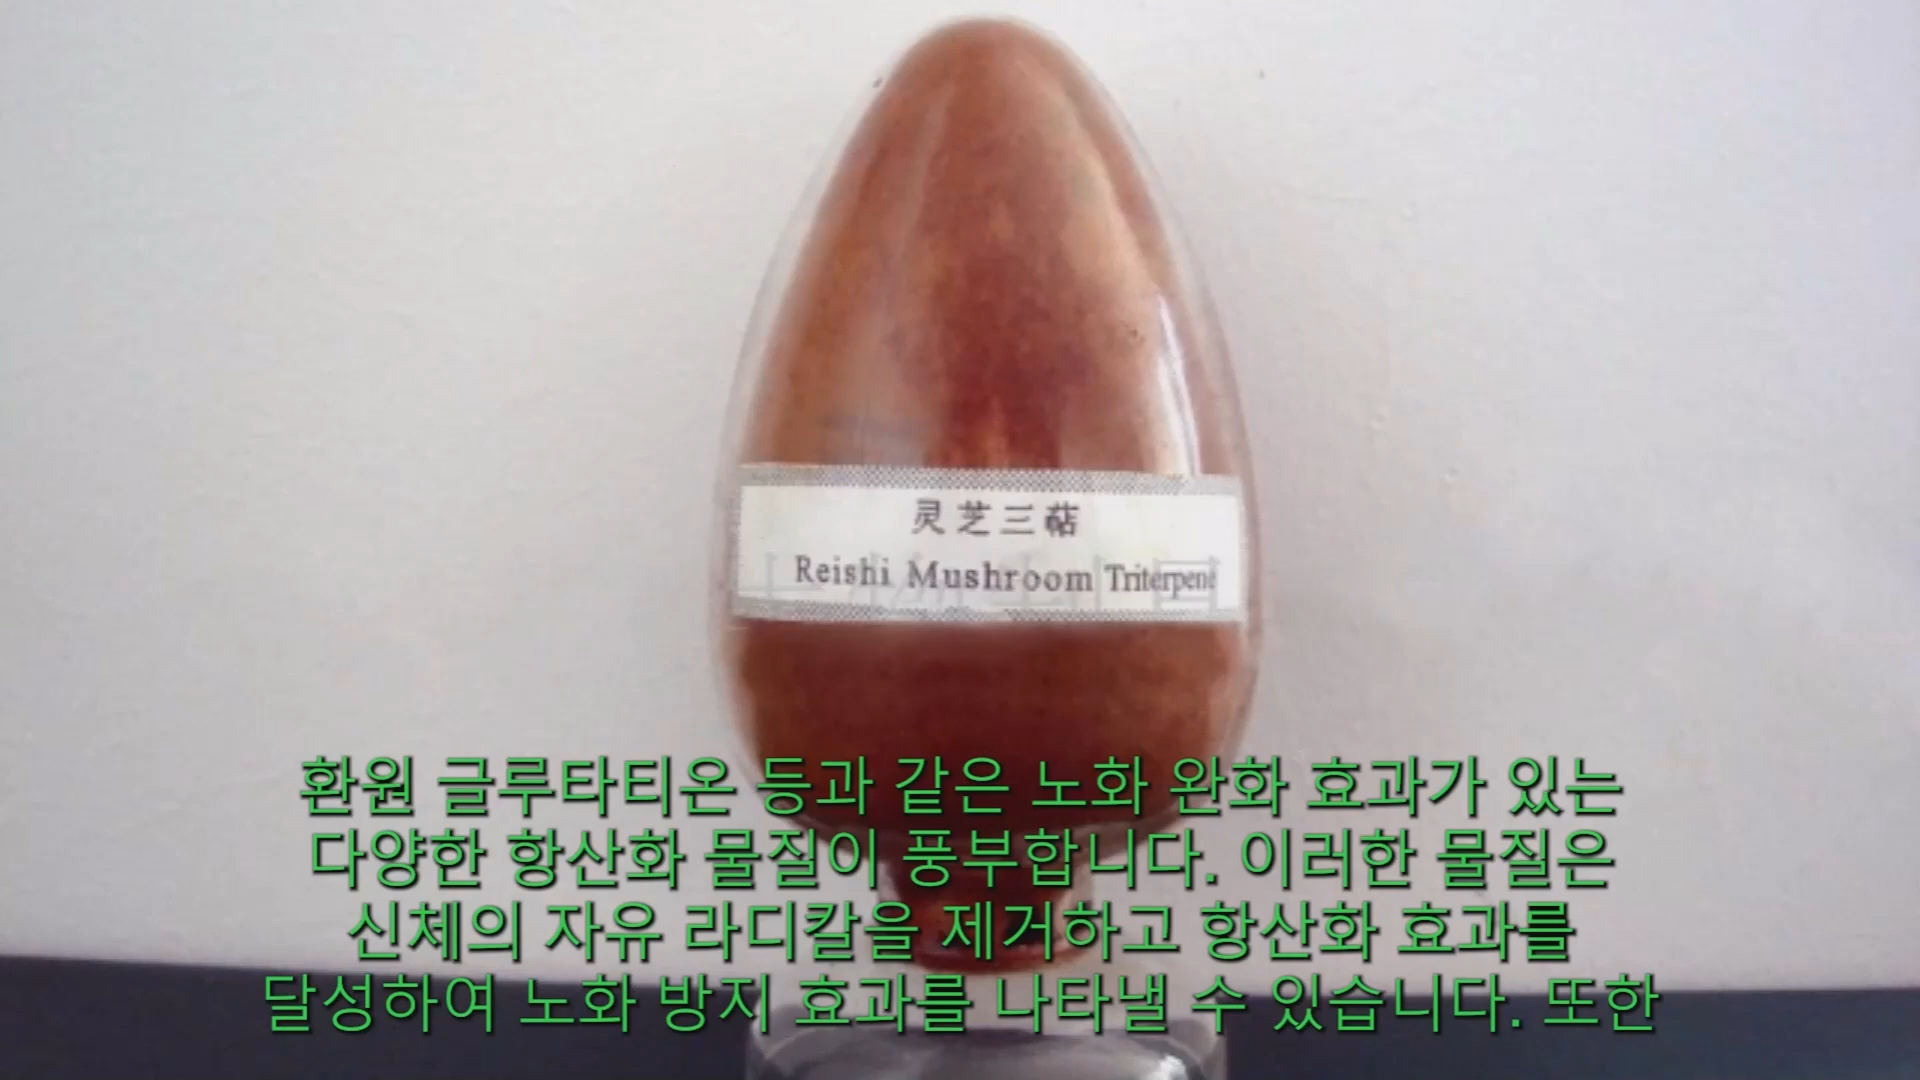 灵芝三萜
Reishi Mushroom Triterpene
환원 글루타티온 등과 같은 노화 완화 효과가 있는
다양한 항산화 물질이 풍부합니다. 이러한 물질은
신체의 자유 라디칼을 제거하고 항산화 효과를
달성하여 노화 방지 효과를 나타낼 수 있습니다. 또한